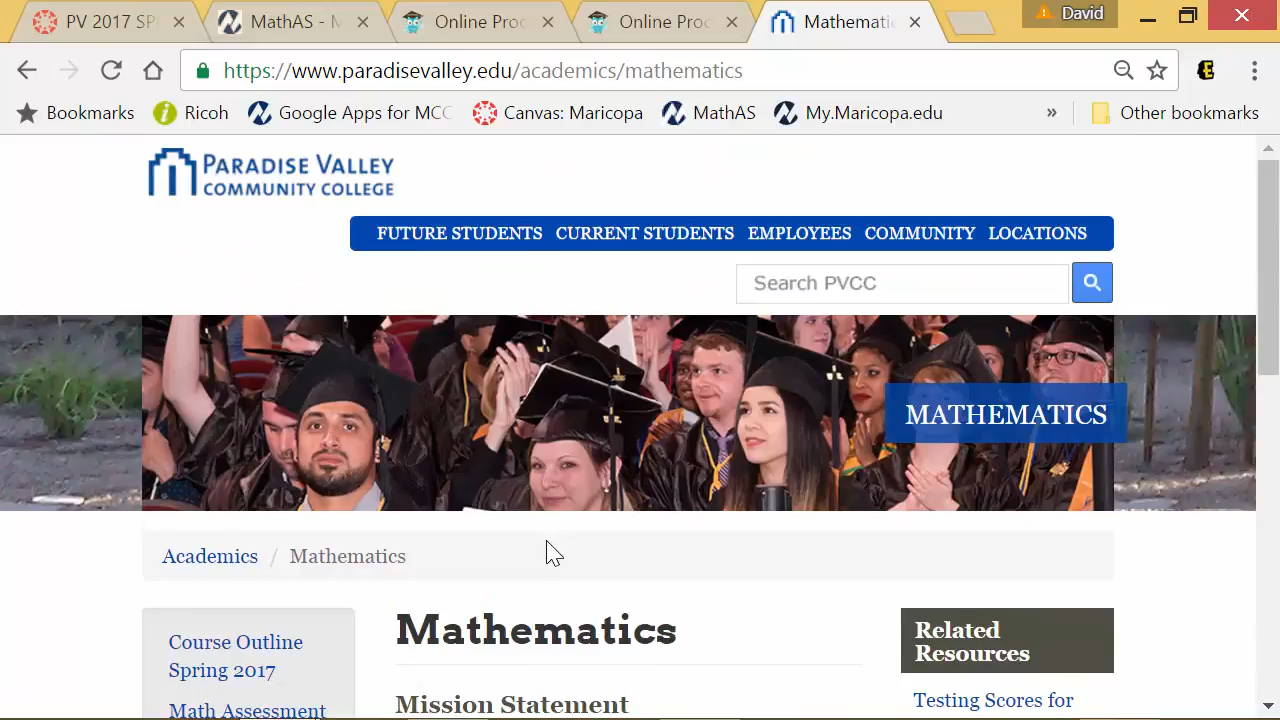 PV 2017 SP
MathAS - M
Online Proc
Online Proc
Mathemati
David
https://www.paradisevalley.edu/academics/mathematics
Bookmarks
Ricoh
Google Apps for MCC
Canvas: Maricopa
MathAS
My.Maricopa.edu
»
Other bookmarks
PARADISE VALLEY
COMMUNITY COLLEGE
FUTURE STUDENTS CURRENT STUDENTS EMPLOYEES COMMUNITY LOCATIONS
Search PVCC
MATHEMATICS
Academics / Mathematics
Course Outline
Spring 2017
Math Assessment
Mathematics
Mission Statement
Related
Resources
Testing Scores for